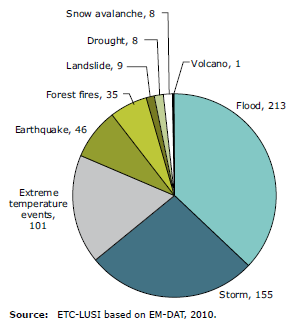 Snow avalanche, 8
Drought, 8
Volcano, 1
Landslide, 9
Forest fires, 35
Flood, 213
Earthquake, 46
Extreme
temperature
events,
101
Storm, 155
Source: ETC-LUSI based on EM-DAT, 2010.